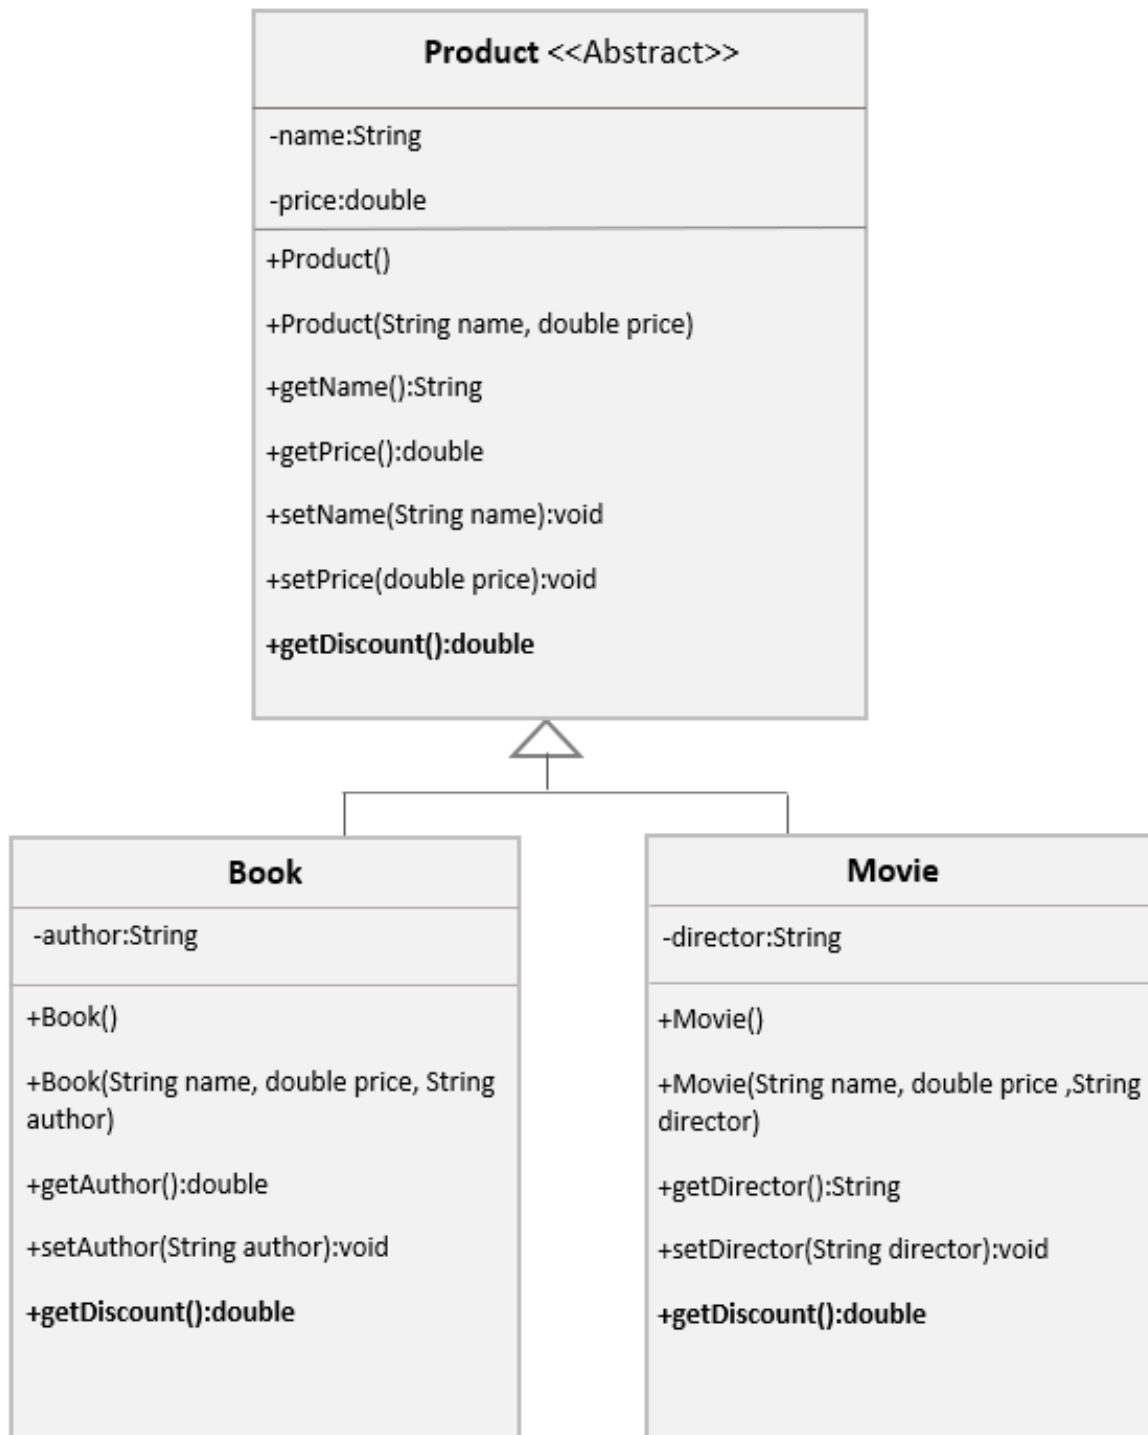 Product <<Abstract>>
-name:String
-price:double
+Product()
+Product(String name, double price)
+getName():String
+getPrice():double
+setName(String name):void
+setPrice(double price):void
+getDiscount():double
Book
-author:String
+Book()
+Book(String name, double price, String
author)
+getAuthor():double
+setAuthor(String author):void
+getDiscount():double
Movie
-director:String
+Movie()
+Movie(String name, double price ,String
director)
+getDirector():String
+setDirector(String director):void
+getDiscount():double